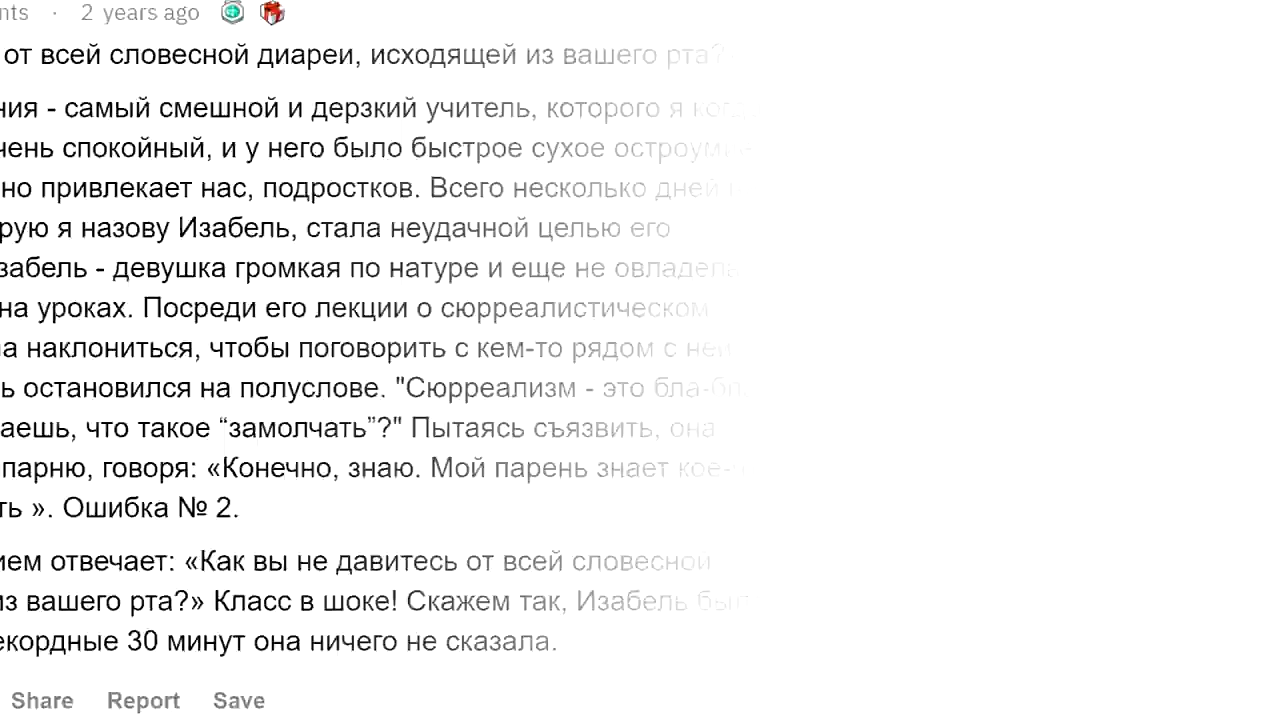 nts · 2 years ago
от всей словесной диареи, исходящей из вашего рта?
ния - самый смешной и дерзкий учитель, которого я
чень спокойный, и у него было быстрое сухое
но привлекает нас, подростков. Всего несколько дней
рую я назову Изабель, стала неудачной целью его
забель - девушка громкая по натуре и еще не
на уроках. Посреди его лекции о сюрреалистическом
а наклониться, чтобы поговорить с кем-то рядом с ней
ь остановился на полуслове. "Сюрреализм - это
аешь, что такое “замолчать”?" Пытаясь съязвить, она
парню, говоря: «Конечно, знаю. Мой парень знает кое-
ть ». Ошибка № 2.
ием отвечает: «Как вы не давитесь от всей словесной
из вашего рта?» Класс в шоке! Скажем так, Изабель
екордные 30 минут она ничего не сказала.
Share Report Save